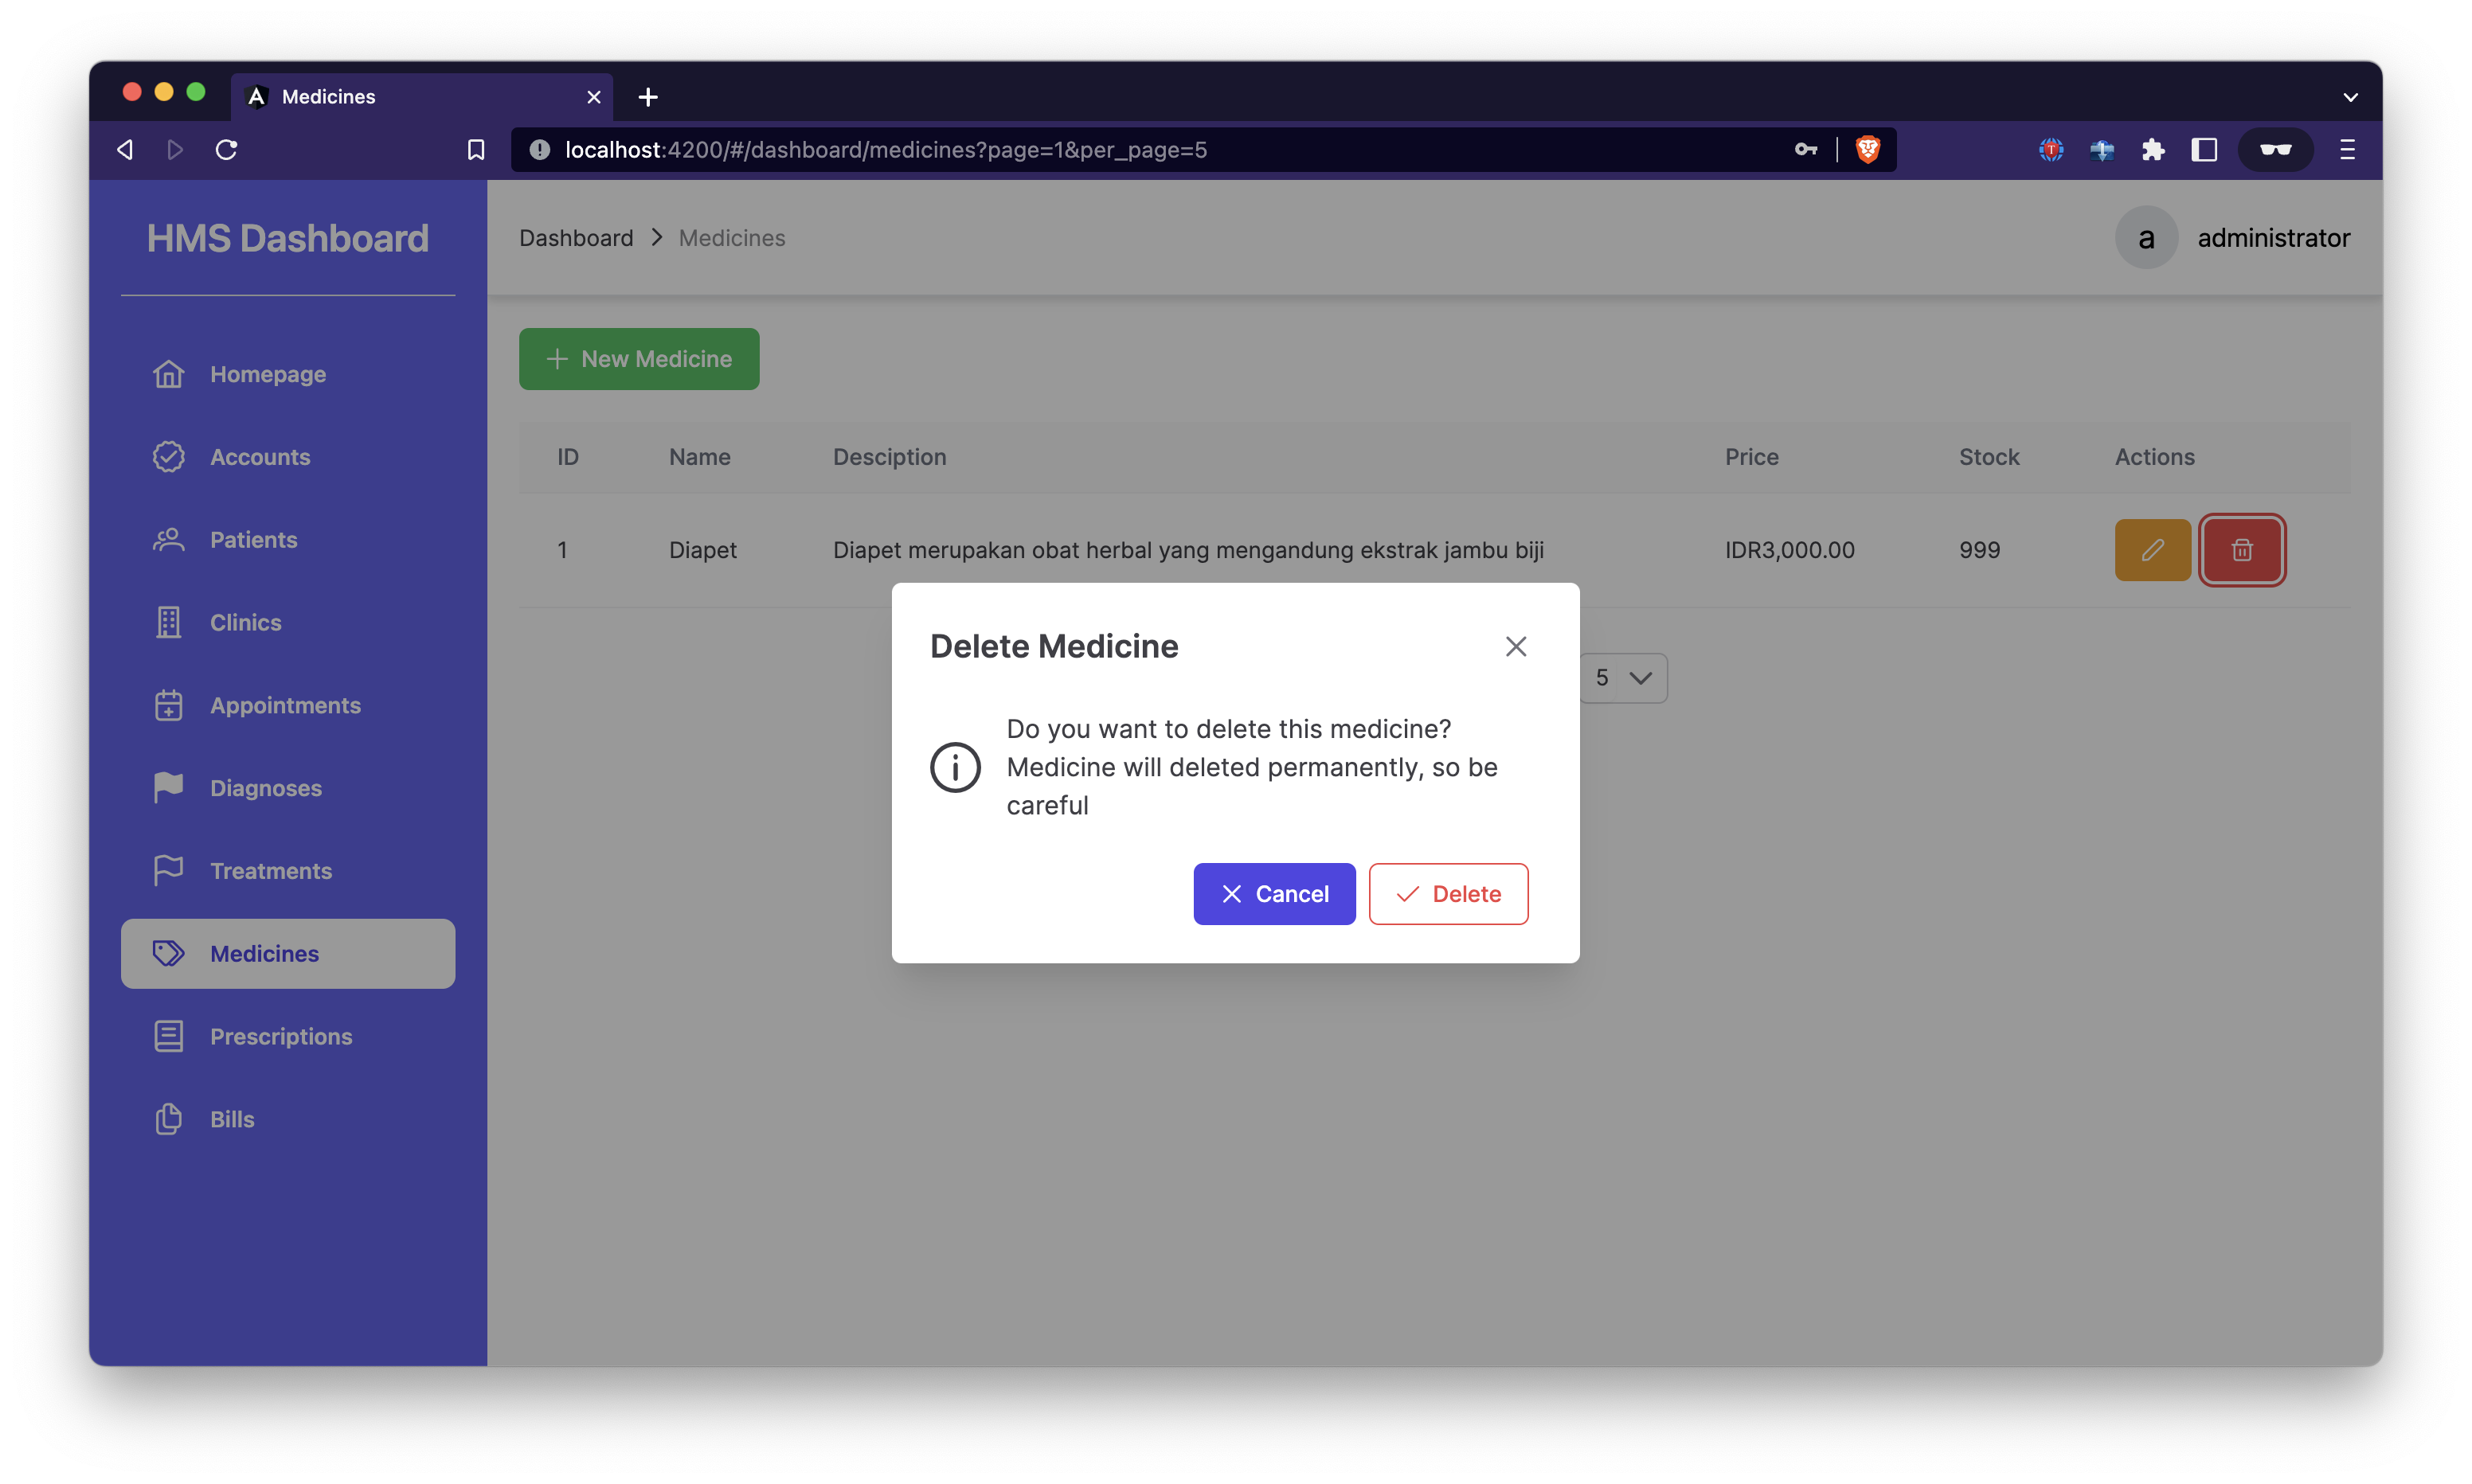 Medicines
localhost:4200/#/dashboard/medicines?page=1&per_page=5
HMS Dashboard
Homepage
Accounts
Patients
Clinics
Appointments
Diagnoses
Treatments
Medicines
Prescriptions
Bills
Dashboard > Medicines
a administrator
New Medicine
ID Name Desciption Price Stock Actions
1 Diapet Diapet merupakan obat herbal yang mengandung ekstrak jambu biji IDR3,000.00 999
5
Delete Medicine
Do you want to delete this medicine?
Medicine will deleted permanently, so be
careful
Cancel Delete